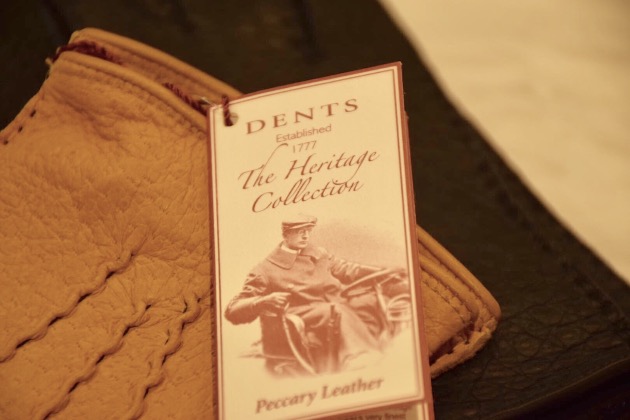 DENTS
Established
1777
The Heritage
Collection
Peccary Leather